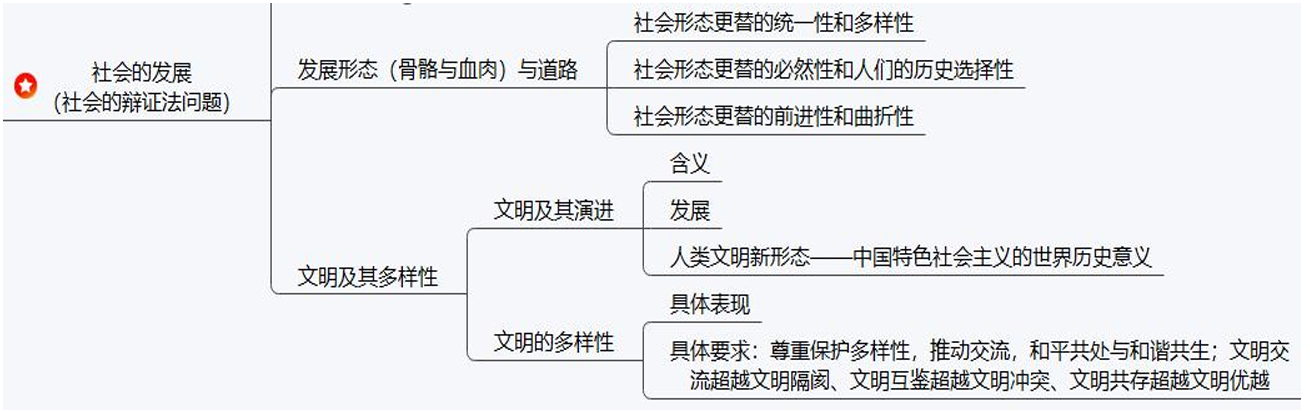 社会的发展
（社会的辩证法问题）
发展形态（骨骼与血肉）与道路
社会形态更替的统一性和多样性
社会形态更替的必然性和人们的历史选择性
社会形态更替的前进性和曲折性
文明及其多样性
文明及其演进
含义
发展
人类文明新形态——中国特色社会主义的世界历史意义
文明的多样性
具体表现
具体要求：尊重保护多样性，推动交流，和平共处与和谐共生；文明交
流超越文明隔阂、文明互鉴超越文明冲突、文明共存超越文明优越